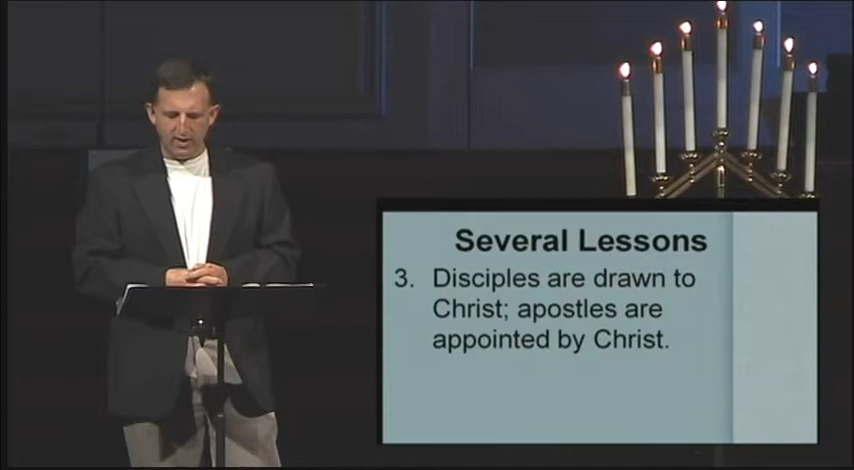 Several Lessons
3. Disciples are drawn to
Christ; apostles are
appointed by Christ.